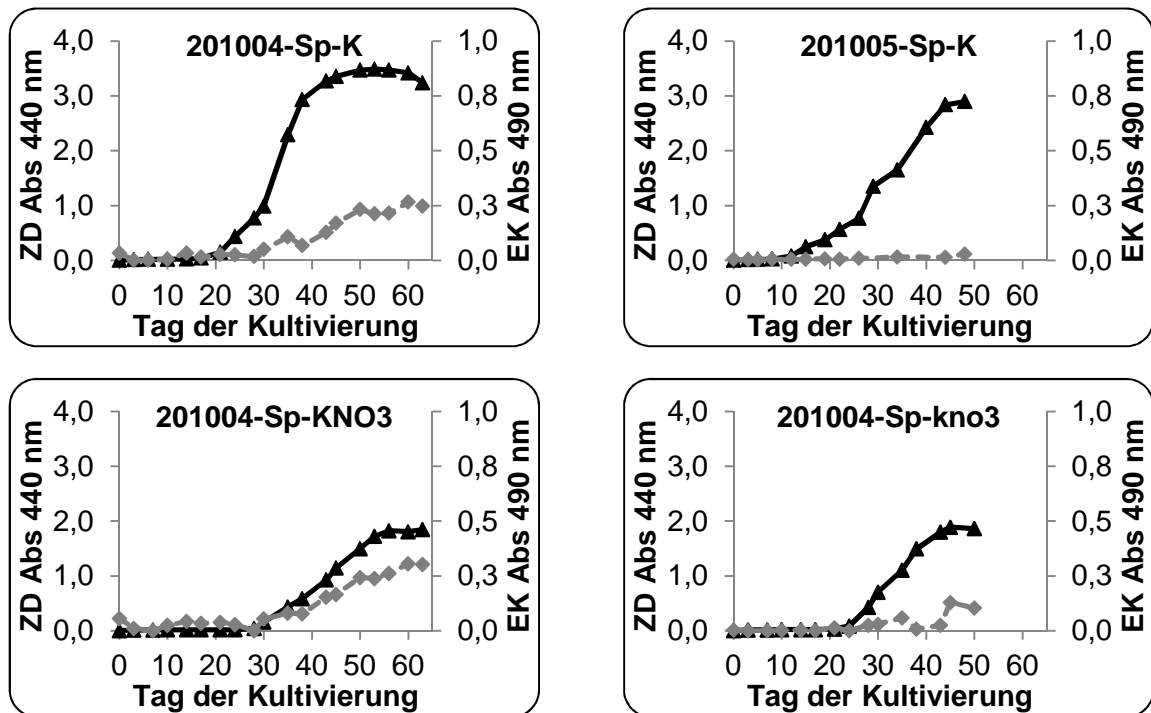 201004-Sp-K
ZD Abs 440 nm
4,0
3,0
2,0
1,0
0,0
1,0
0,8
0,5
0,3
0,0
EK Abs 490 nm
0 10 20 30 40 50 60
Tag der Kultivierung
201005-Sp-K
ZD Abs 440 nm
4,0
3,0
2,0
1,0
0,0
1,0
0,8
0,5
0,3
0,0
EK Abs 490 nm
0 10 20 30 40 50 60
Tag der Kultivierung
201004-Sp-KNO3
ZD Abs 440 nm
4,0
3,0
2,0
1,0
0,0
1,0
0,8
0,5
0,3
0,0
EK Abs 490 nm
0 10 20 30 40 50 60
Tag der Kultivierung
201004-Sp-kno3
ZD Abs 440 nm
4,0
3,0
2,0
1,0
0,0
1,0
0,8
0,5
0,3
0,0
EK Abs 490 nm
0 10 20 30 40 50 60
Tag der Kultivierung